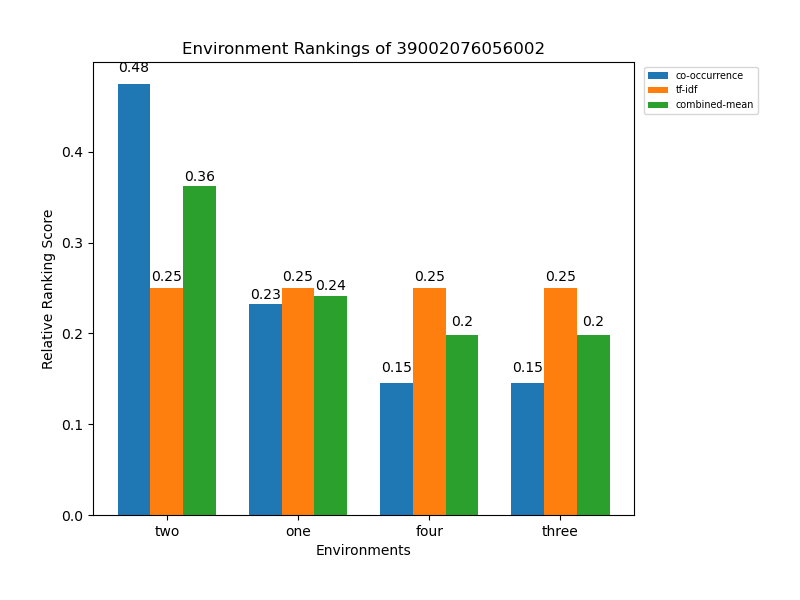 Environment Rankings of 39002076056002
co-occurrence
tf-idf
combined-mean
Relative Ranking Score
0.4
0.3
0.2
0.1
0.0
0.48
0.25
0.36
0.23
0.25
0.24
0.15
0.25
0.2
0.15
0.25
0.2
two
one
four
three
Environments